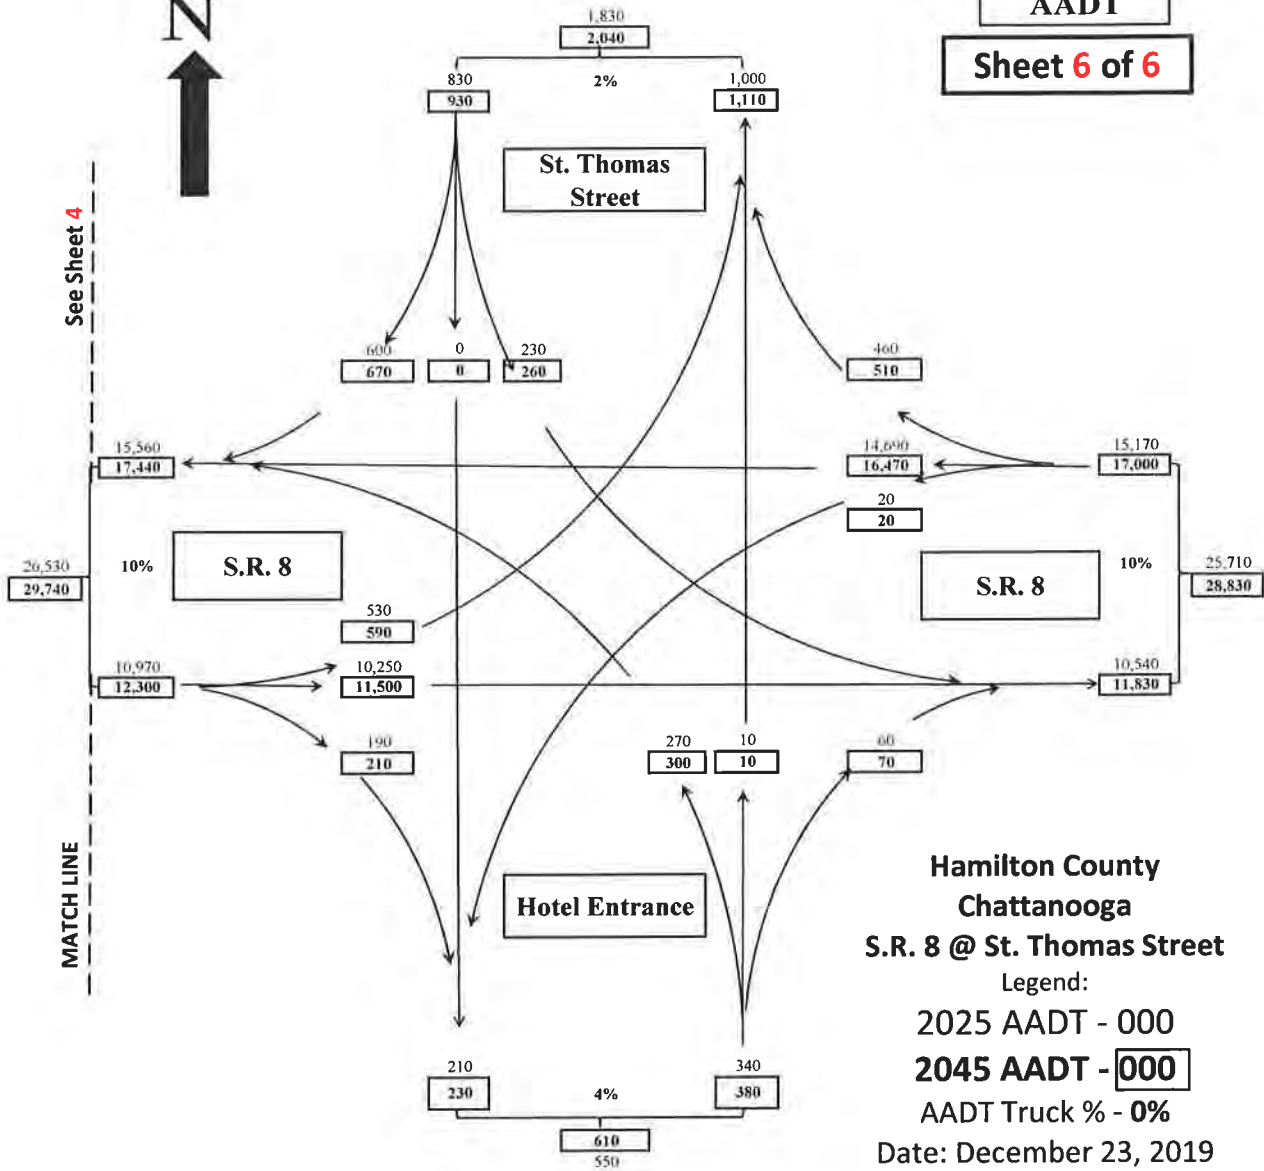 N
AADT
Sheet 6 of 6
1,830
2,040
830
930
2%
1,000
1,110
St. Thomas
Street
See Sheet 4
600
670
0
0
230
260
460
510
15,560
17,440
14,690
16,470
15,170
17,000
20
20
26,530
29,740
10%
S.R. 8
S.R. 8
10%
25,710
28,830
530
590
10,970
12,300
10,250
11,500
10,540
11,830
190
210
270
300
10
10
60
70
MATCH LINE
Hotel Entrance
Hamilton County
Chattanooga
S.R. 8 @ St. Thomas Street
Legend:
2025 AADT - 000
2045 AADT - 000
AADT Truck % - 0%
Date: December 23, 2019
210
230
4%
340
380
610
550